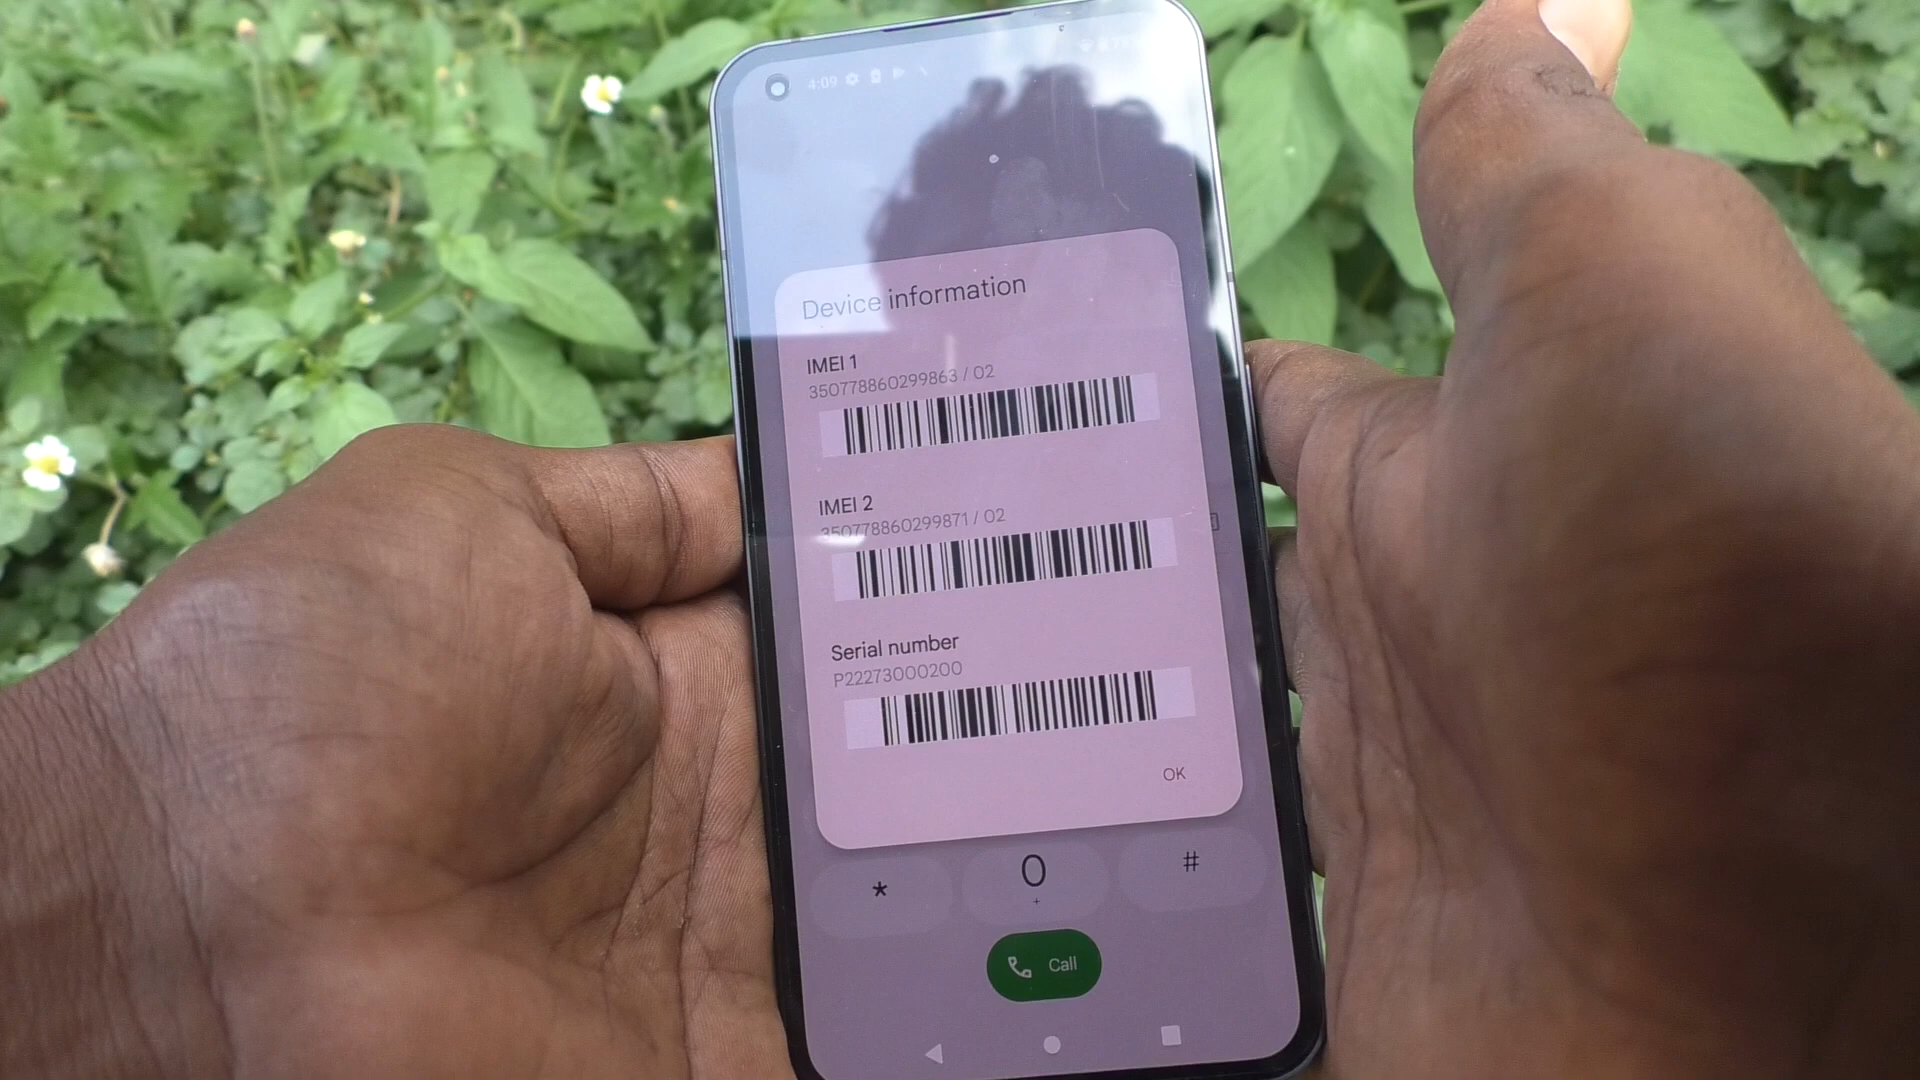 4:09
Device information
IMEI 1
350778860299863 / 02
IMEI 2
350778860299871 / 02
Serial number
P22273000200
OK
* 0 #
+
Call